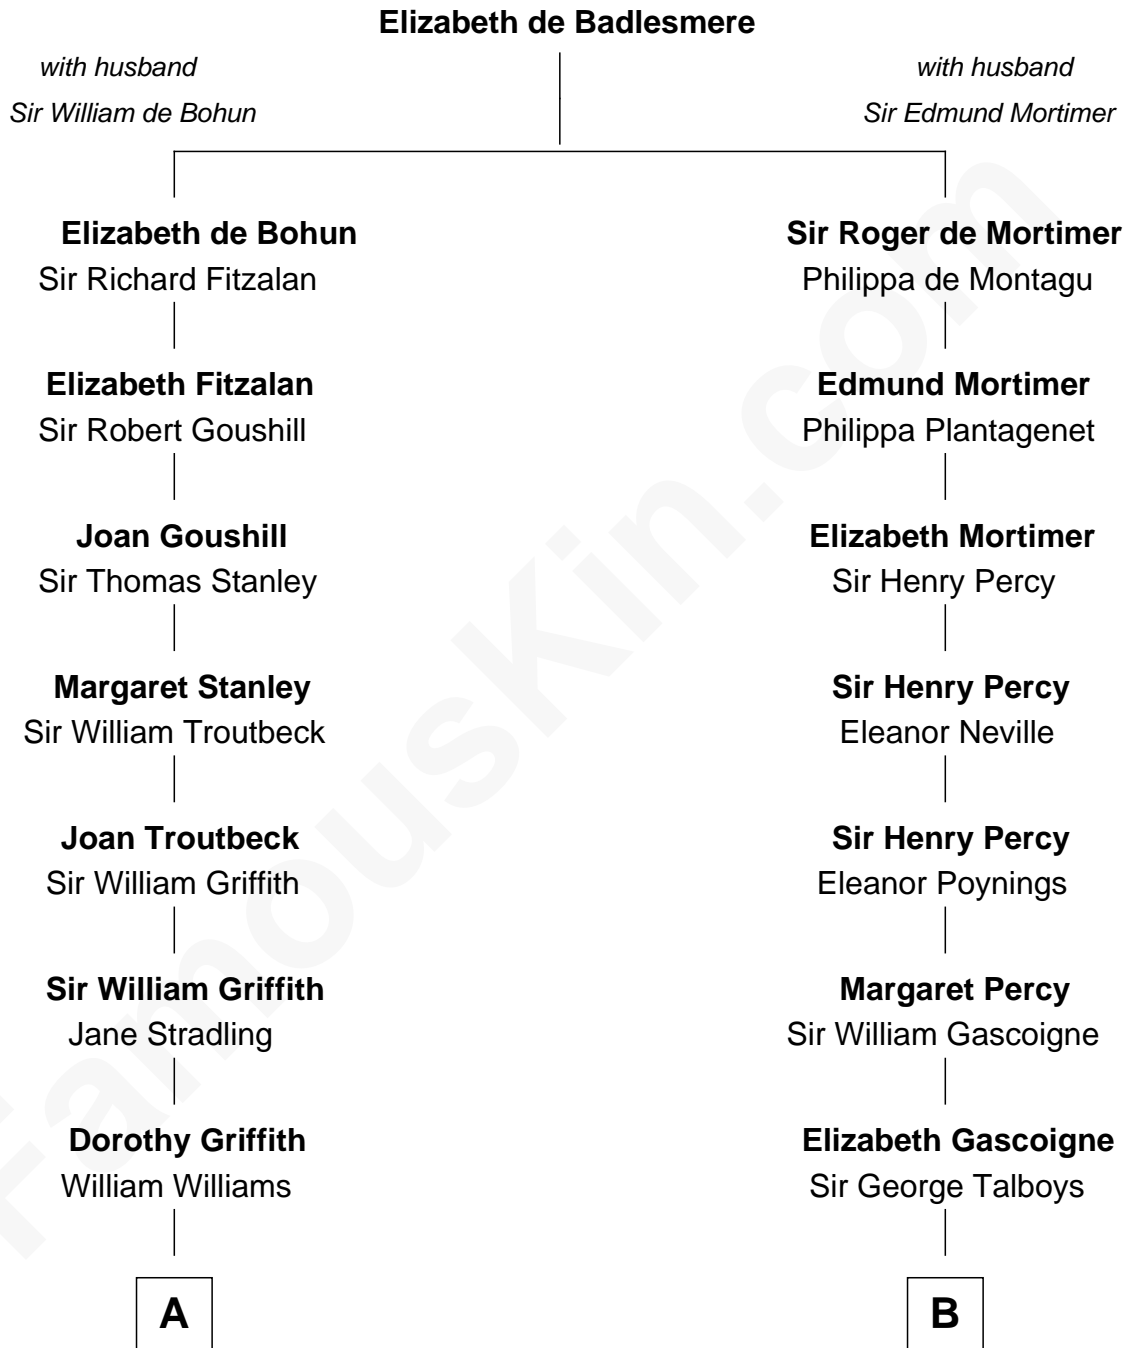 Elizabeth de Badlesmere
with husband
Sir William de Bohun
with husband
Sir Edmund Mortimer
Elizabeth de Bohun
Sir Richard Fitzalan
Sir Roger de Mortimer
Philippa de Montagu
Elizabeth Fitzalan
Sir Robert Goushill
Edmund Mortimer
Philippa Plantagenet
Joan Goushill
Sir Thomas Stanley
Elizabeth Mortimer
Sir Henry Percy
Margaret Stanley
Sir William Troutbeck
Sir Henry Percy
Eleanor Neville
Joan Troutbeck
Sir William Griffith
Sir Henry Percy
Eleanor Poynings
Sir William Griffith
Jane Stradling
Margaret Percy
Sir William Gascoigne
Dorothy Griffith
William Williams
Elizabeth Gascoigne
Sir George Talboys
A
B
FamousKin.com